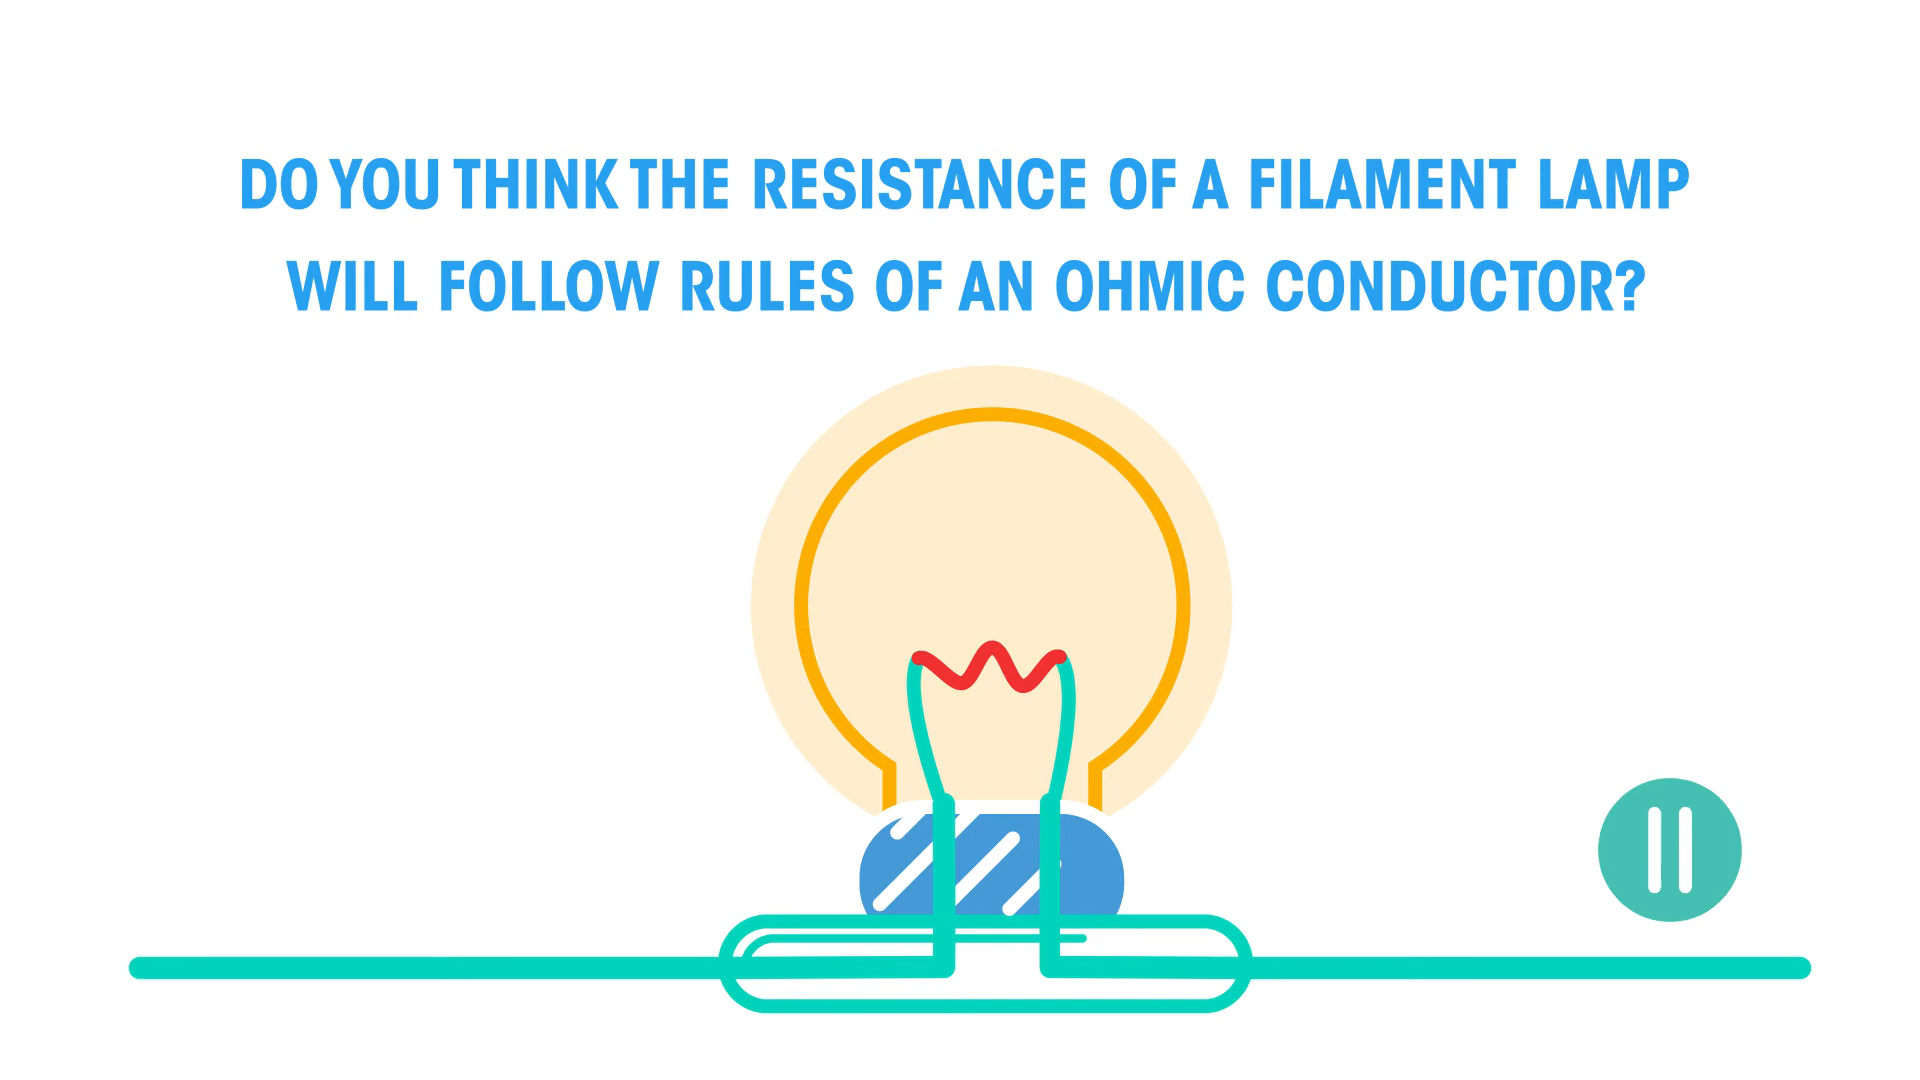 DO YOU THINK THE RESISTANCE OF A FILAMENT LAMP
WILL FOLLOW RULES OF AN OHMIC CONDUCTOR?